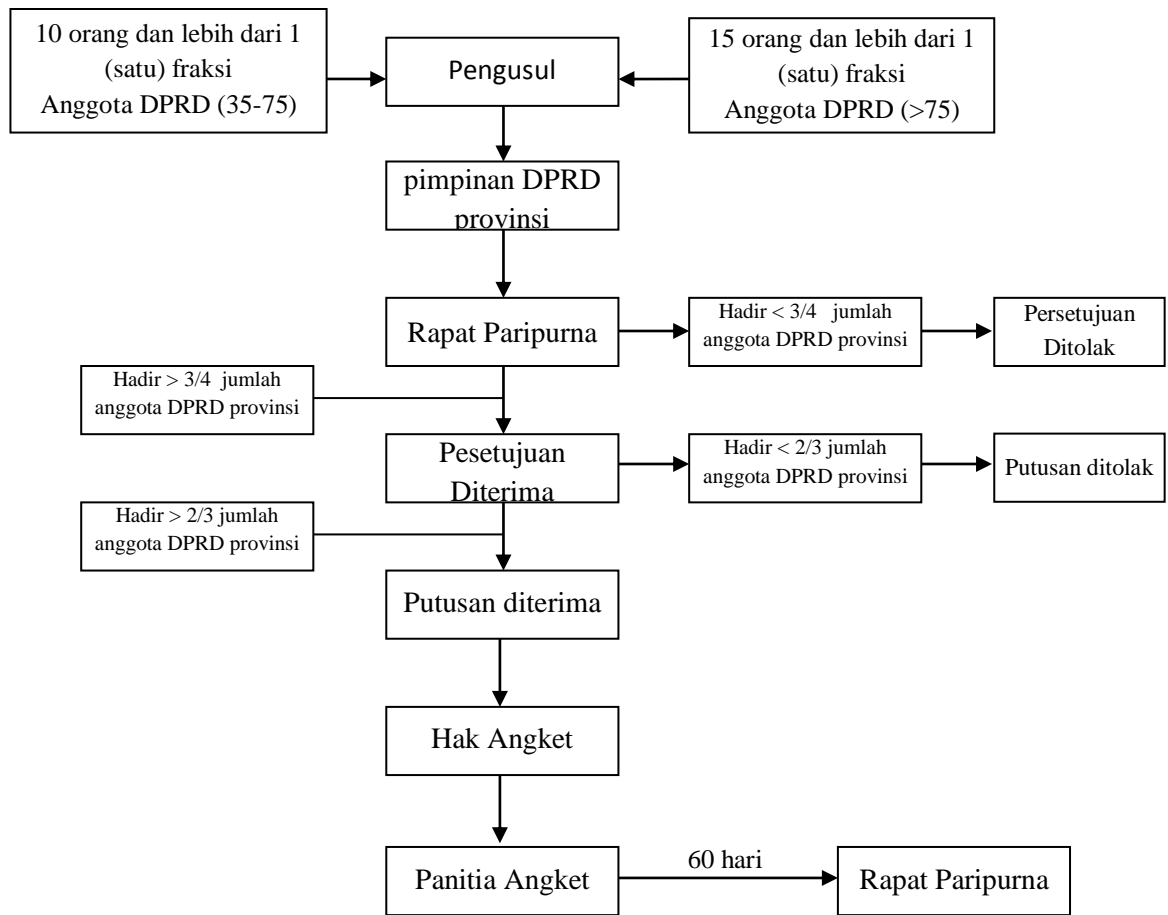 10 orang dan lebih dari 1
(satu) fraksi
Anggota DPRD (35-75)
Pengusul
15 orang dan lebih dari 1
(satu) fraksi
Anggota DPRD (>75)
pimpinan DPRD
provinsi
Rapat Paripurna
Hadir < 3/4 jumlah
anggota DPRD provinsi
Persetujuan
Ditolak
Hadir > 3/4 jumlah
anggota DPRD provinsi
Pesetujuan
Diterima
Hadir < 2/3 jumlah
anggota DPRD provinsi
Putusan ditolak
Hadir > 2/3 jumlah
anggota DPRD provinsi
Putusan diterima
Hak Angket
Panitia Angket
60 hari
Rapat Paripurna